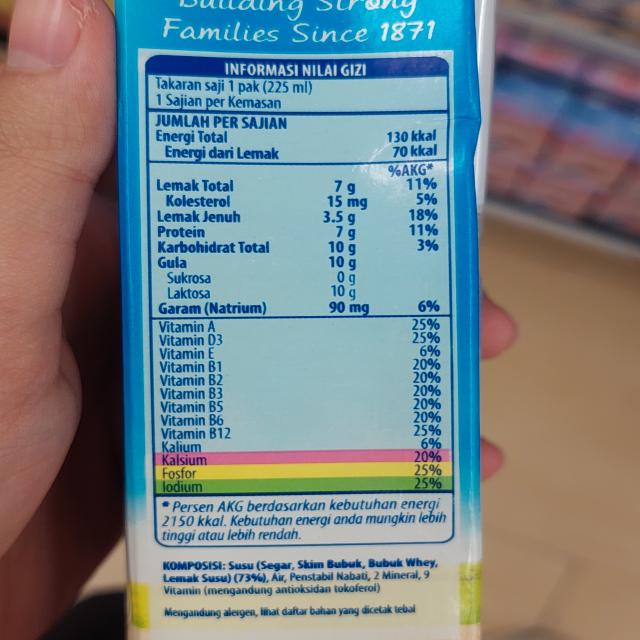 Building Strong
Families Since 1871
INFORMASI NILAI GIZI
Takaran saji 1 pak (225 ml)
1 Sajian per Kemasan
JUMLAH PER SAJIAN
Energi Total 130 kkal
Energi dari Lemak 70 kkal
%AKG*
Lemak Total 7 g 11%
Kolesterol 15 mg 5%
Lemak Jenuh 3.5 g 18%
Protein 7 g 11%
Karbohidrat Total 10 g 3%
Gula 10 g
Sukrosa 0 g
Laktosa 10 g
Garam (Natrium) 90 mg 6%
Vitamin A 25%
Vitamin D3 25%
Vitamin E 6%
Vitamin B1 20%
Vitamin B2 20%
Vitamin B3 20%
Vitamin B5 20%
Vitamin B6 20%
Vitamin B12 25%
Kalium 6%
Kalsium 20%
Fosfor 25%
Iodium 25%
* Persen AKG berdasarkan kebutuhan energi
2150 kkal. Kebutuhan energi anda mungkin lebih
tinggi atau lebih rendah.
KOMPOSISI: Susu (Segar, Skim Bubuk, Bubuk Whey,
Lemak Susu) (73%), Air, Penstabil Nabati, 2 Mineral, 9
Vitamin (mengandung antioksidan tokoferol)
Mengandung alergen, lihat daftar bahan yang dicetak tebal